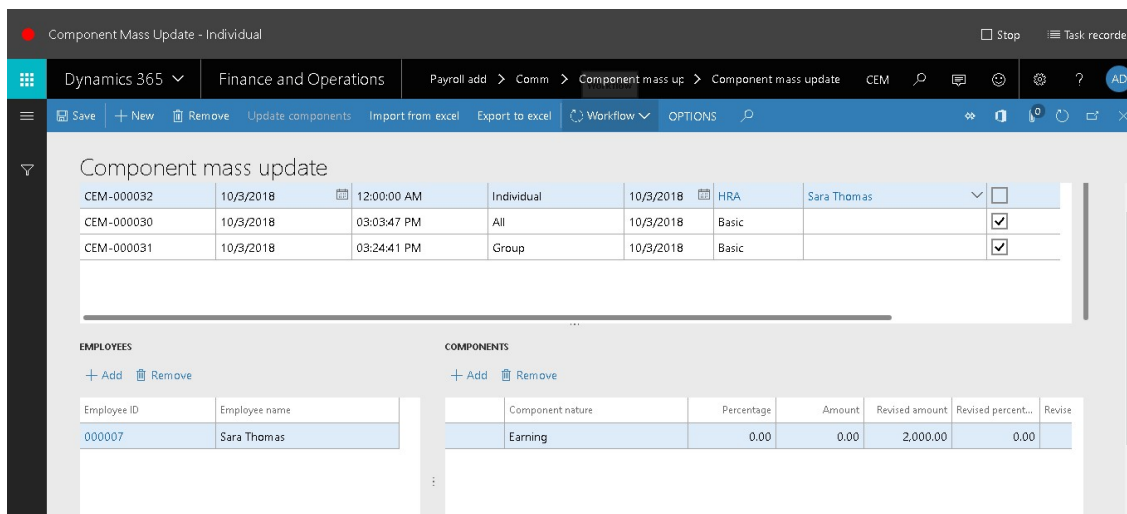 Component Mass Update - Individual Stop Task recorde
Dynamics 365 Finance and Operations Payroll add > Comm > Component mass up > Component mass update CEM ? AD
Workflow
Save + New Remove Update components Import from excel Export to excel Workflow OPTIONS 0
Component mass update
CEM-000032 10/3/2018 12:00:00 AM Individual 10/3/2018 HRA Sara Thomas
CEM-000030 10/3/2018 03:03:47 PM All 10/3/2018 Basic
CEM-000031 10/3/2018 03:24:41 PM Group 10/3/2018 Basic
EMPLOYEES COMPONENTS
+ Add Remove + Add Remove
Employee ID Employee name Component nature Percentage Amount Revised amount Revised percent... Revise
000007 Sara Thomas Earning 0.00 0.00 2,000.00 0.00